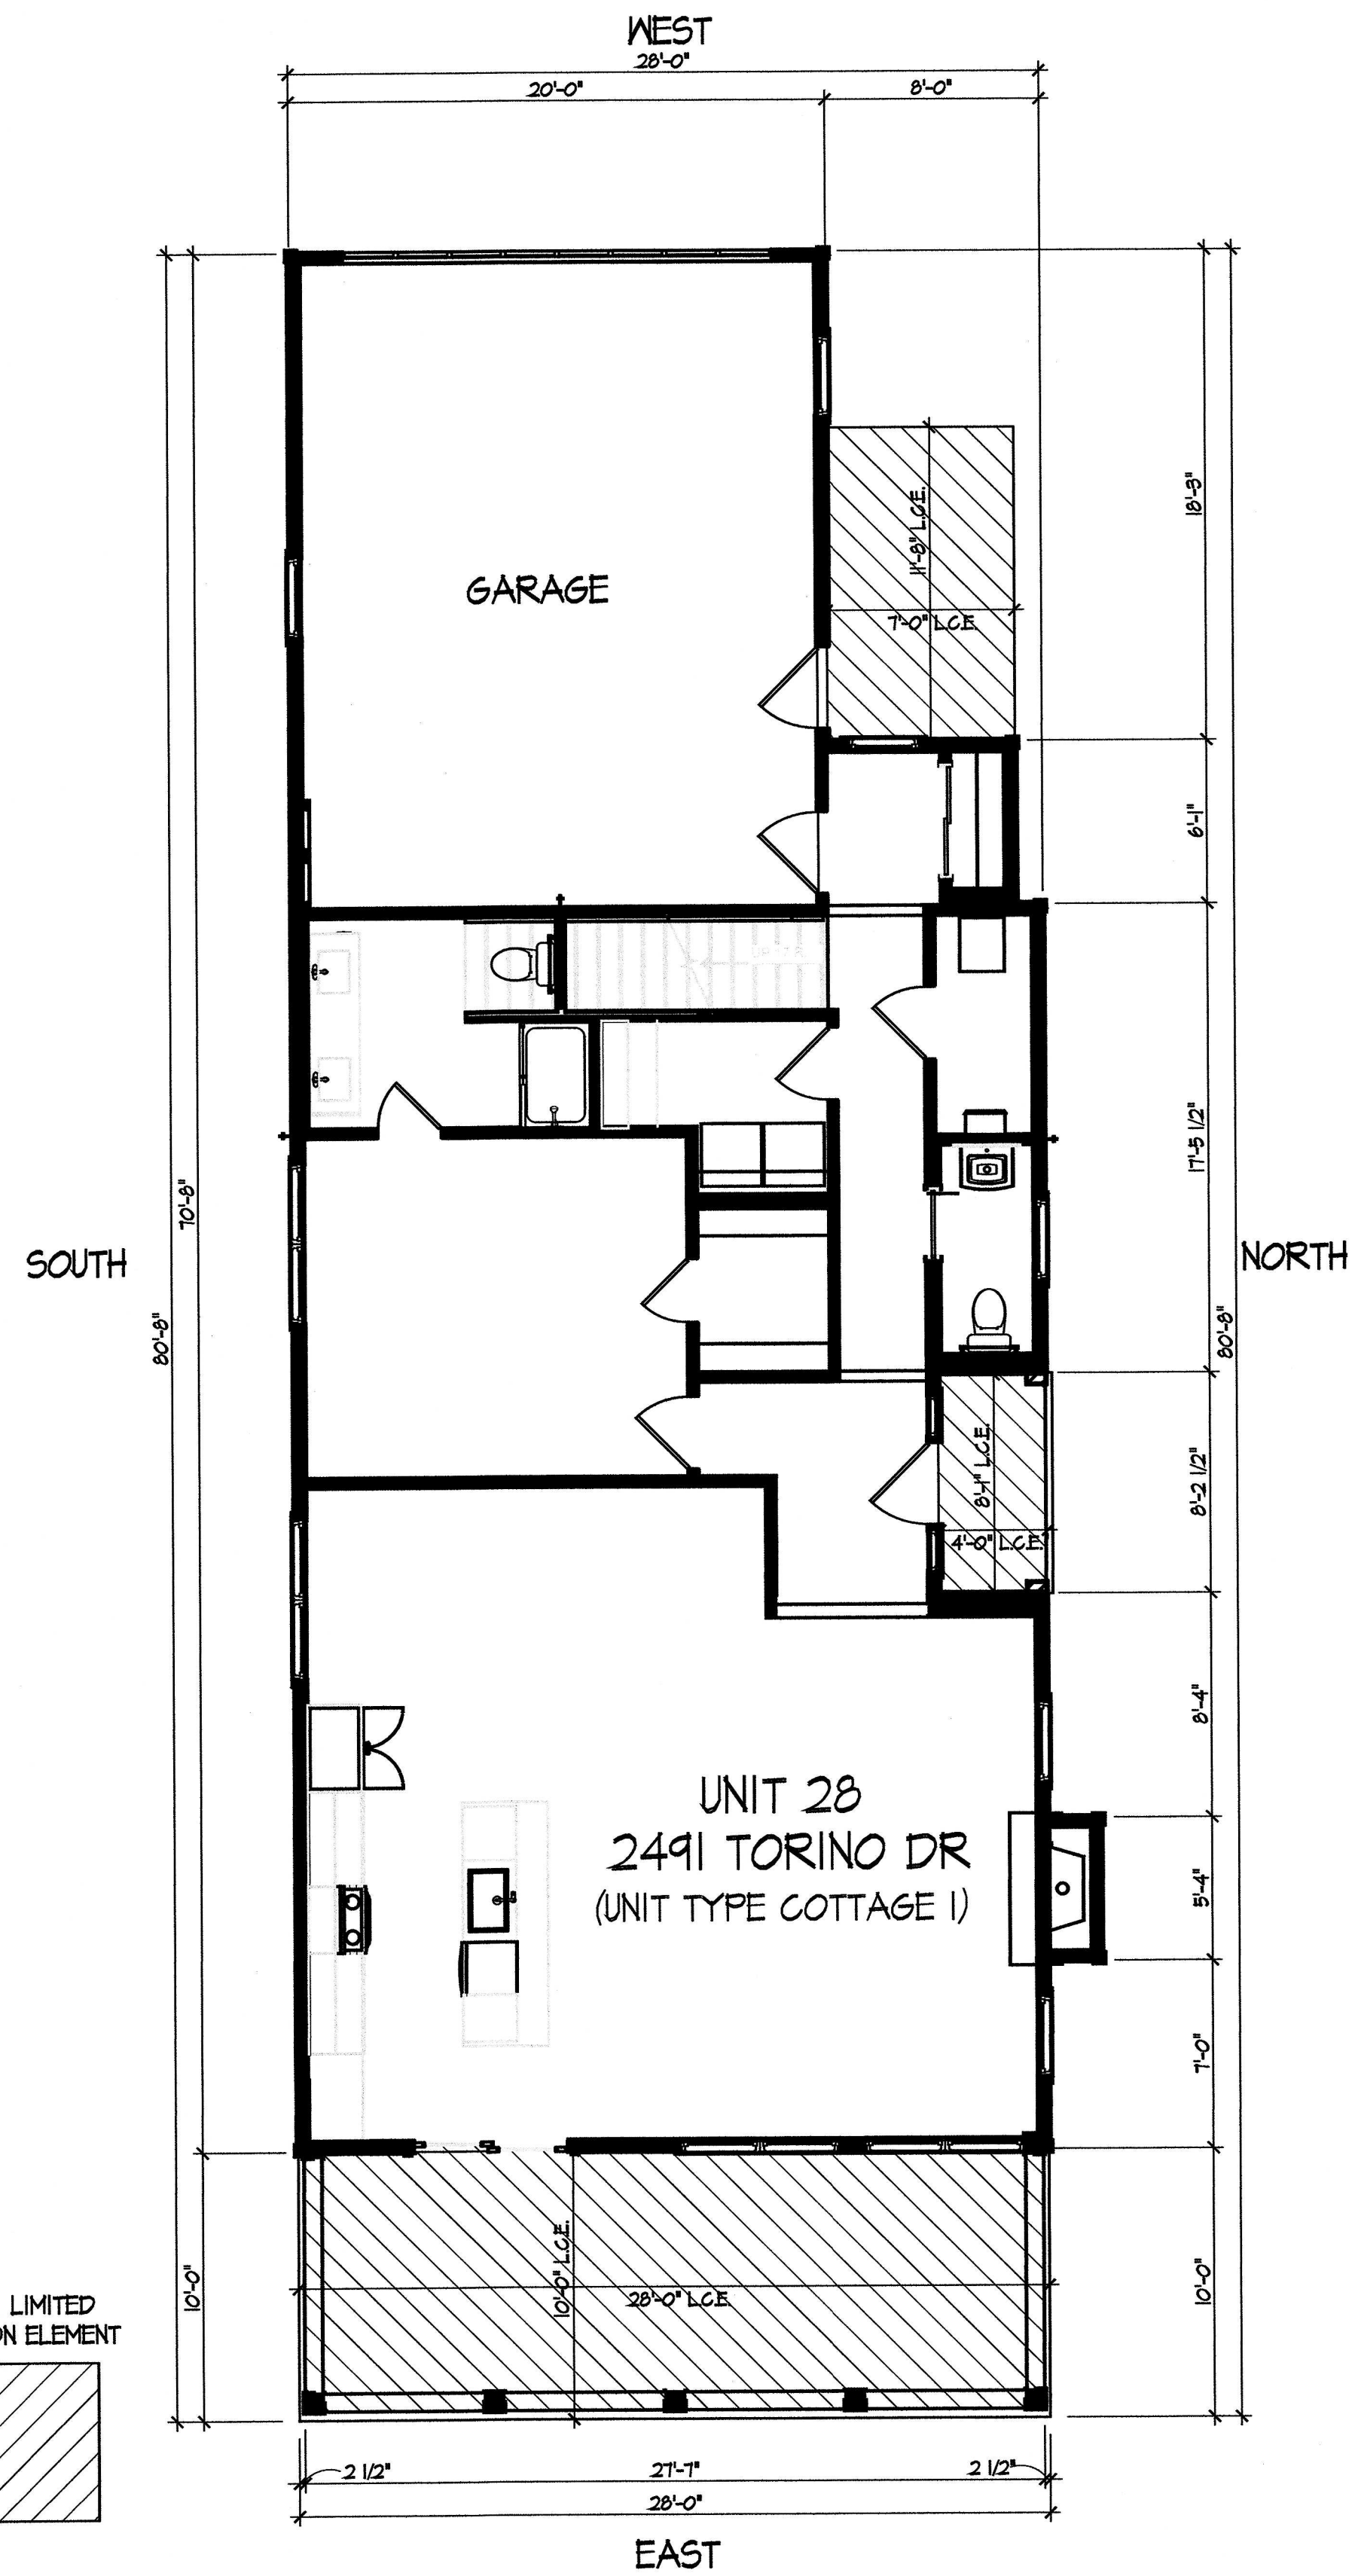 WEST
28'-0"
20'-0"
8'-0"
18'-3"
11'-8" L.C.E.
GARAGE
7'-0" L.C.E.
6'-1"
17'-5 1/2"
70'-8"
SOUTH
NORTH
80'-8"
80'-8"
8'-1" L.C.E.
8'-2 1/2"
4'-0" L.C.E.
8'-4"
UNIT 28
2491 TORINO DR
(UNIT TYPE COTTAGE 1)
5'-4"
7'-0"
10'-0"
10'-0" L.C.E.
10'-0"
28'-0" L.C.E.
LIMITED
ON ELEMENT
2 1/2"
27'-7"
2 1/2"
28'-0"
EAST